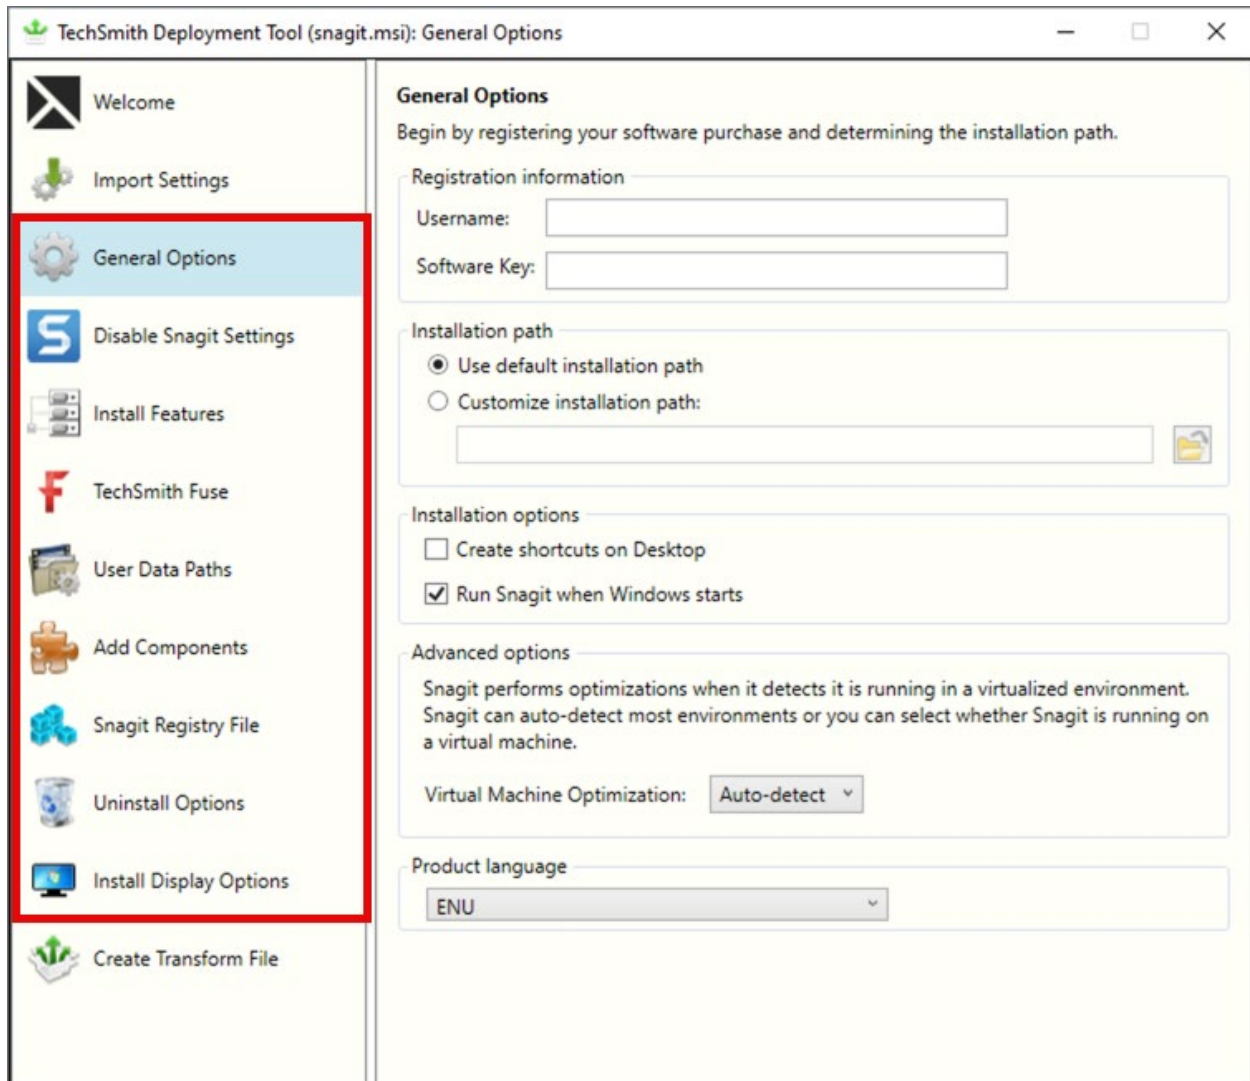 TechSmith Deployment Tool (snagit.msi): General Options
Welcome
Import Settings
General Options
Disable Snagit Settings
Install Features
TechSmith Fuse
User Data Paths
Add Components
Snagit Registry File
Uninstall Options
Install Display Options
Create Transform File
General Options
Begin by registering your software purchase and determining the installation path.
Registration information
Username:
Software Key:
Installation path
Use default installation path
Customize installation path:
Installation options
Create shortcuts on Desktop
Run Snagit when Windows starts
Advanced options
Snagit performs optimizations when it detects it is running in a virtualized environment.
Snagit can auto-detect most environments or you can select whether Snagit is running on
a virtual machine.
Virtual Machine Optimization: Auto-detect
Product language
ENU